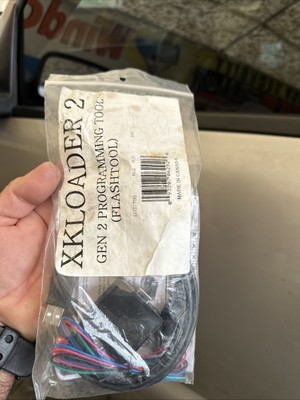 XKLOADER 2
GEN 2 PROGRAMMING TOOL
(FLASHTOOL)
MADE IN CANADA